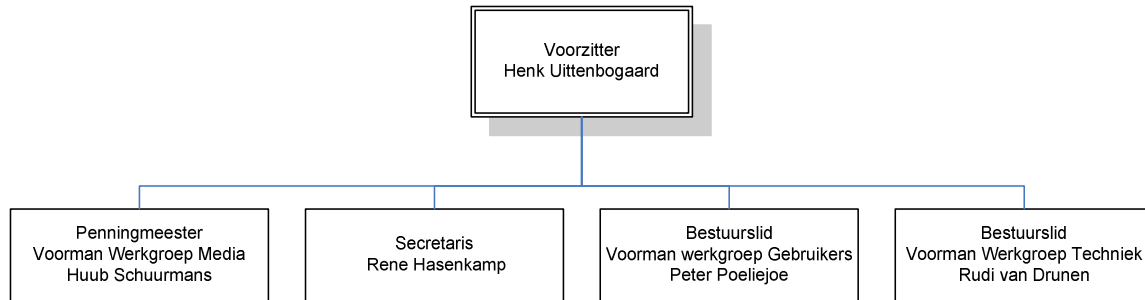 Voorzitter
Henk Uittenbogaard
Penningmeester
Voorman Werkgroep Media
Huub Schuurmans
Secretaris
Rene Hasenkamp
Bestuurslid
Voorman werkgroep Gebruikers
Peter Poeliejoe
Bestuurslid
Voorman Werkgroep Techniek
Rudi van Drunen